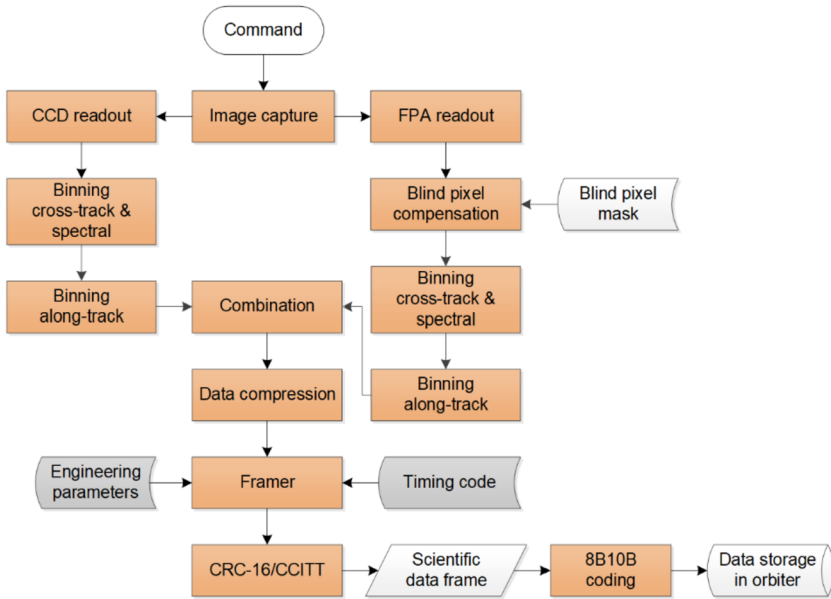 Command
CCD readout
Image capture
FPA readout
Binning
cross-track &
spectral
Blind pixel
compensation
Blind pixel
mask
Binning
along-track
Combination
Binning
cross-track &
spectral
Data compression
Binning
along-track
Engineering
parameters
Framer
Timing code
CRC-16/CCITT
Scientific
data frame
8B10B
coding
Data storage
in orbiter